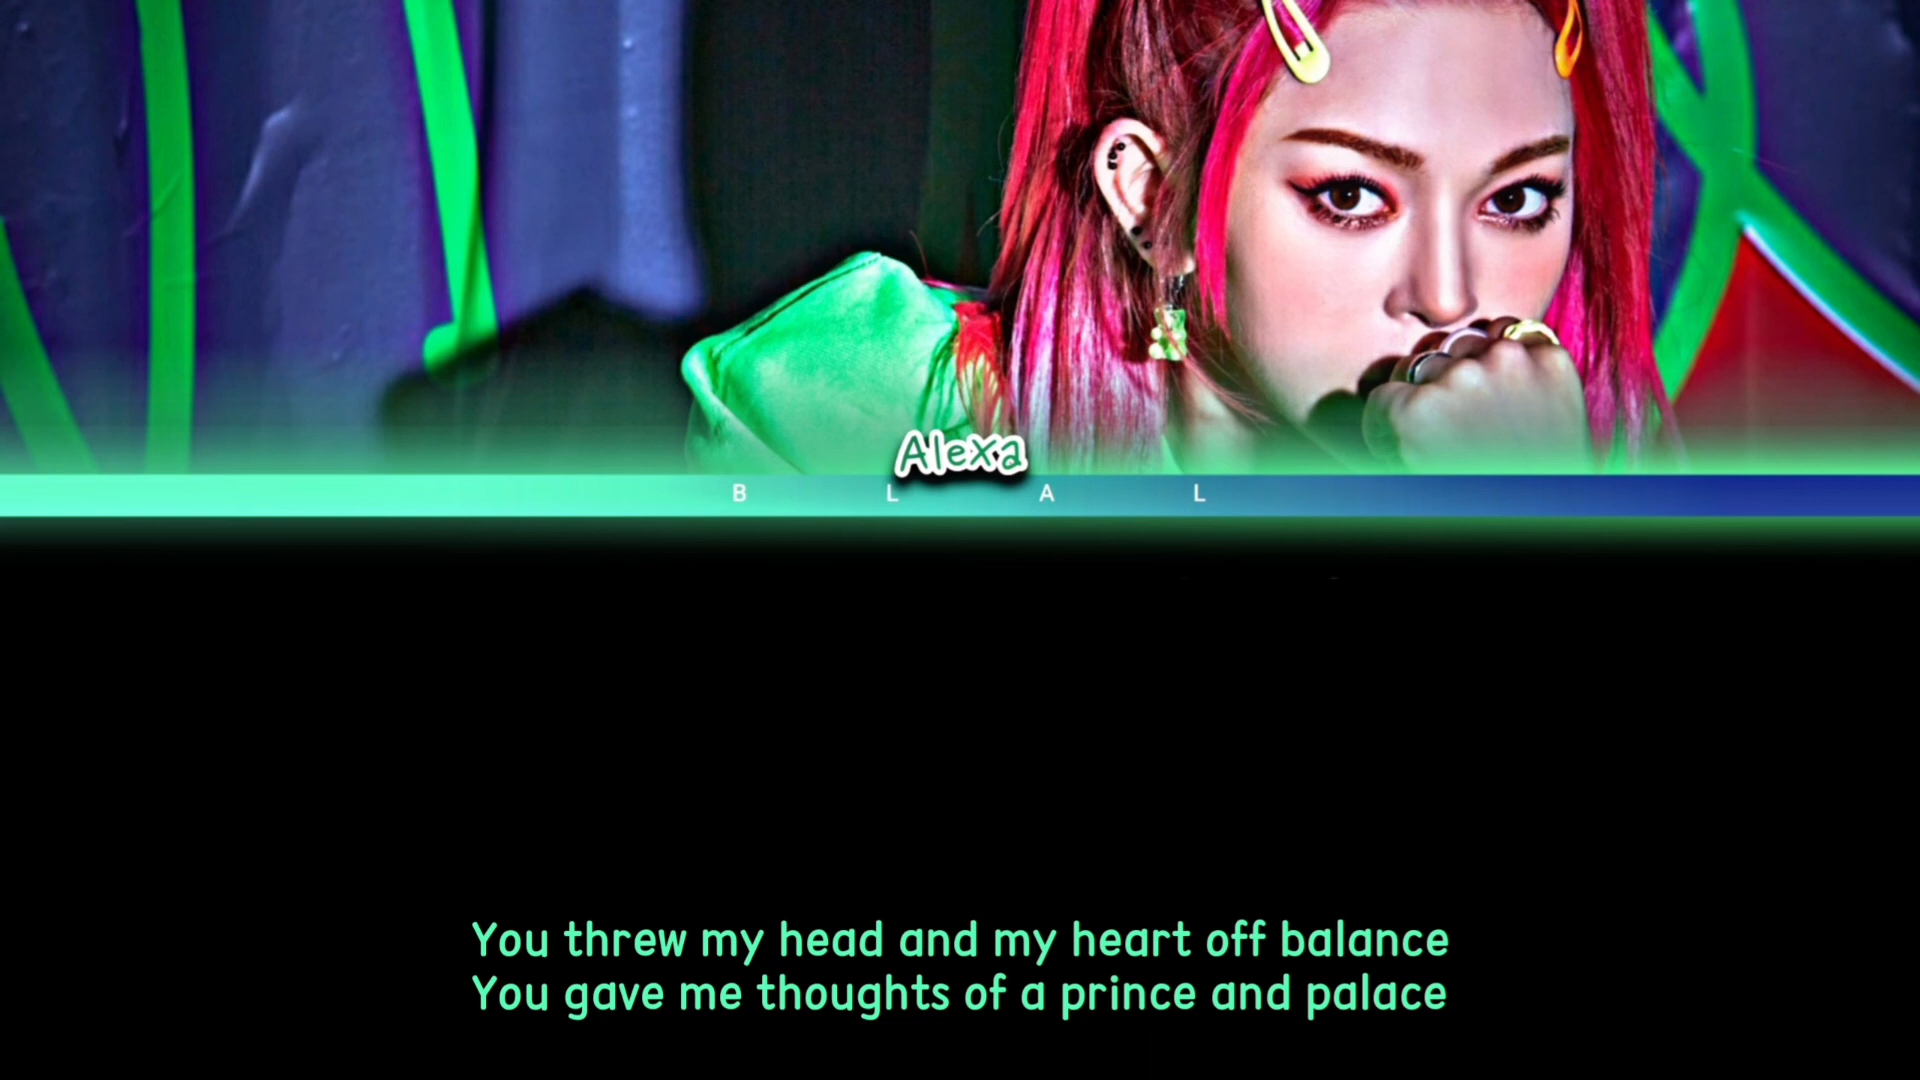 Alexa
B L A L
You threw my head and my heart off balance
You gave me thoughts of a prince and palace